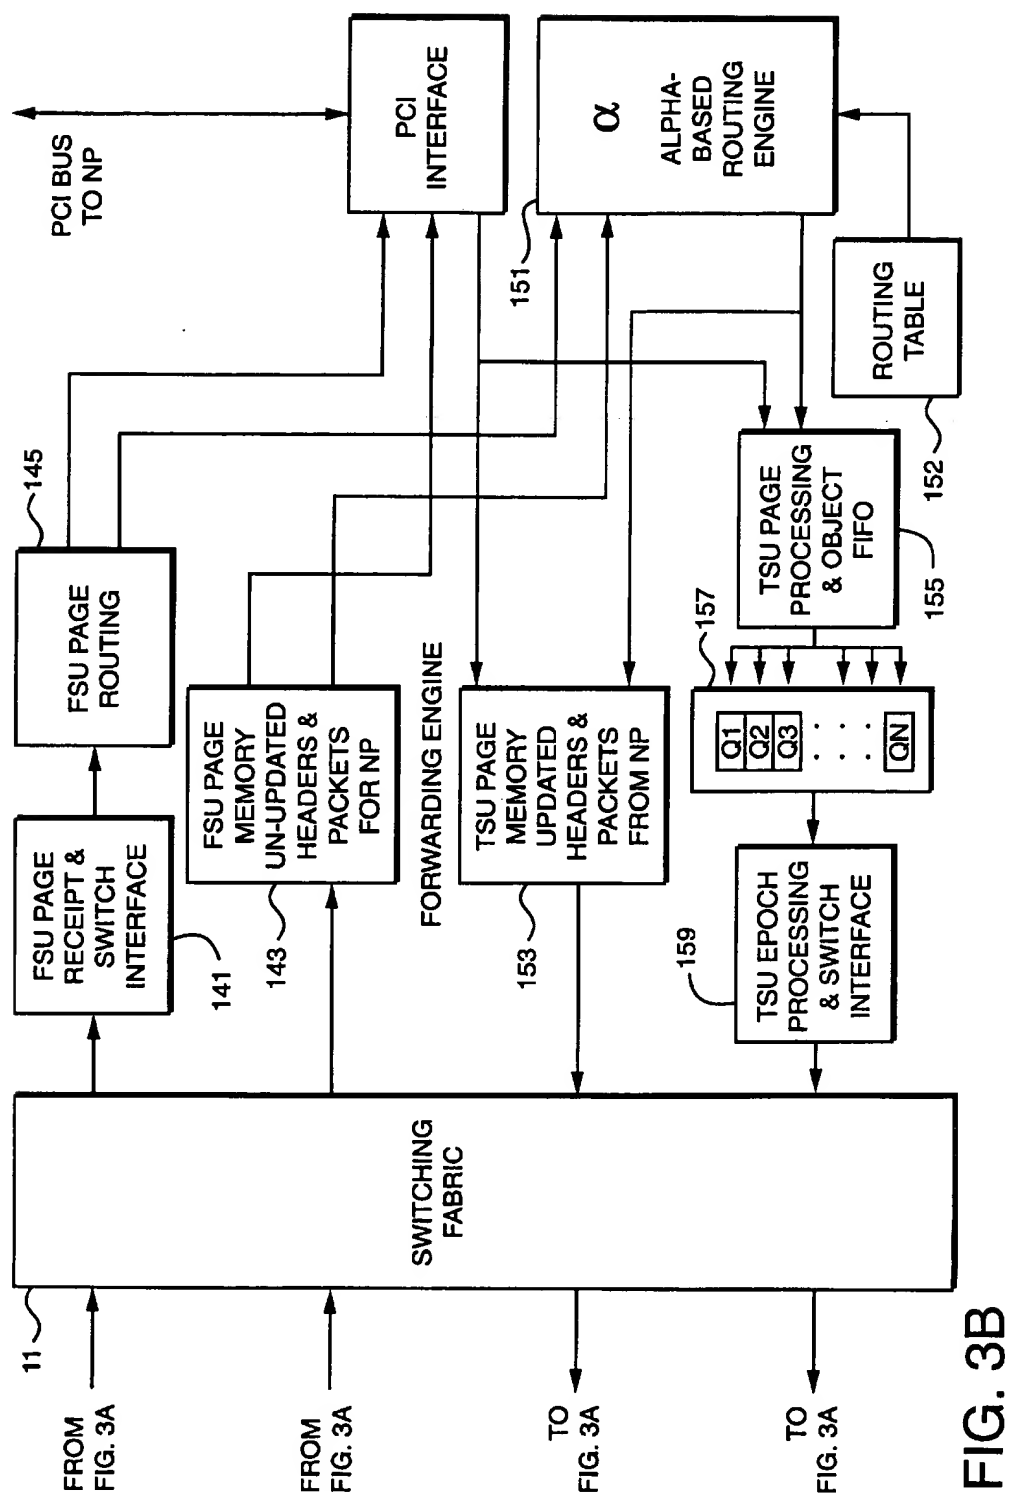 PCI BUS
TO NP
PCI
INTERFACE
α
ALPHA-
BASED
ROUTING
ENGINE
151
ROUTING
TABLE
152
145
FSU PAGE
ROUTING
FSU PAGE
MEMORY
UN-UPDATED
HEADERS &
PACKETS
FOR NP
143
FORWARDING ENGINE
TSU PAGE
MEMORY
UPDATED
HEADERS &
PACKETS
FROM NP
153
TSU PAGE
PROCESSING
& OBJECT
FIFO
155
157
Q1
Q2
Q3
. . .
. . .
QN
FSU PAGE
RECEIPT &
SWITCH
INTERFACE
141
159
TSU EPOCH
PROCESSING
& SWITCH
INTERFACE
SWITCHING
FABRIC
11
FROM
FIG. 3A
FROM
FIG. 3A
TO
FIG. 3A
TO
FIG. 3A
FIG. 3B